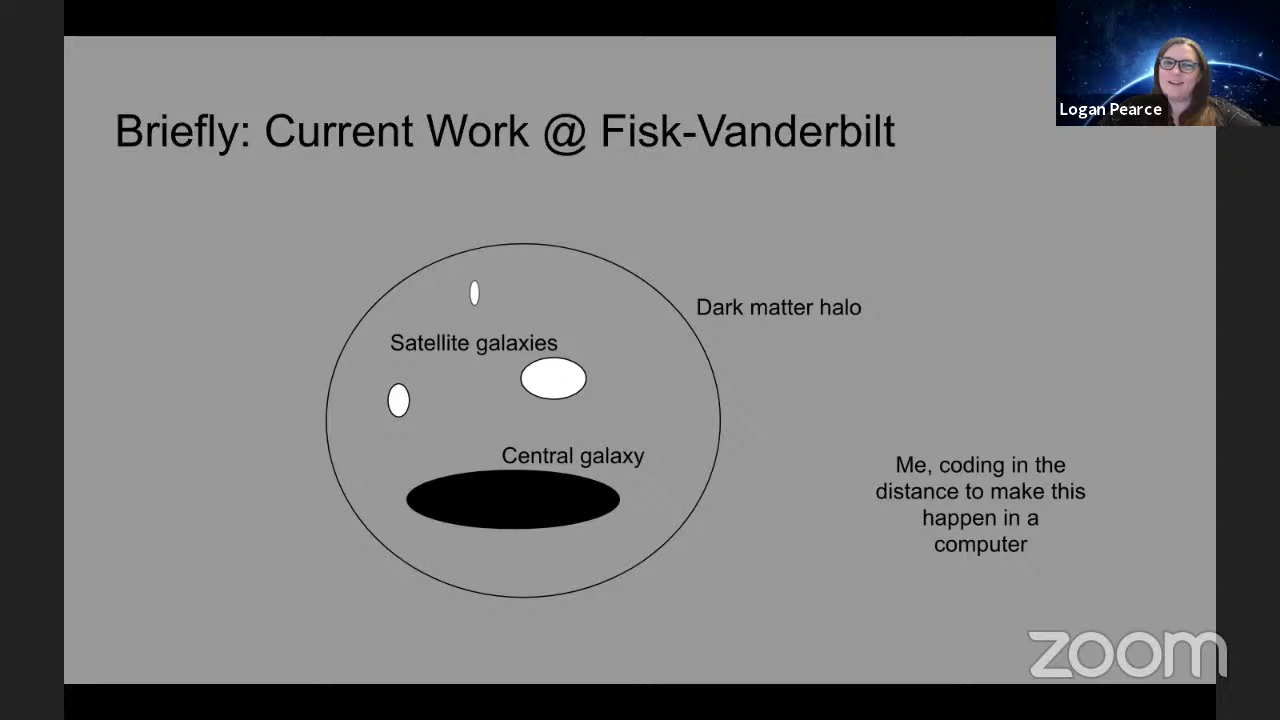 Logan Pearce
Briefly: Current Work @ Fisk-Vanderbilt
Dark matter halo
Satellite galaxies
Central galaxy
Me, coding in the
distance to make this
happen in a
computer
zoom